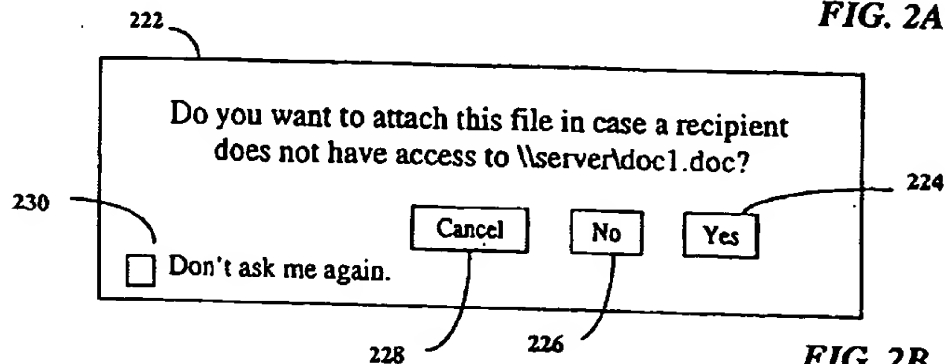 FIG. 2A
222
Do you want to attach this file in case a recipient
does not have access to \\server\doc1.doc?
224
230
Cancel
No
Yes
Don't ask me again.
228
226
FIG. 2B